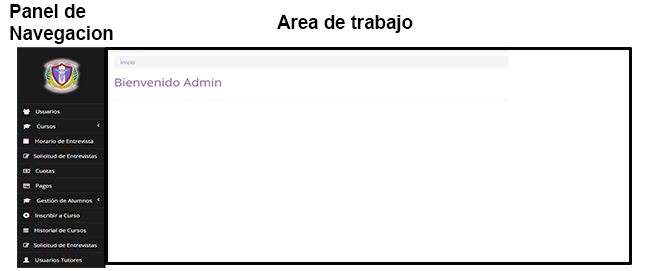 Panel de
Navegacion
Area de trabajo
Inicio
Bienvenido Admin
Usuarios
Cursos
Horario de Entrevista
Solicitud de Entrevistas
Cuotas
Pagos
Gestión de Alumnos
Inscribir a Curso
Historial de Cursos
Solicitud de Entrevistas
Usuarios Tutores